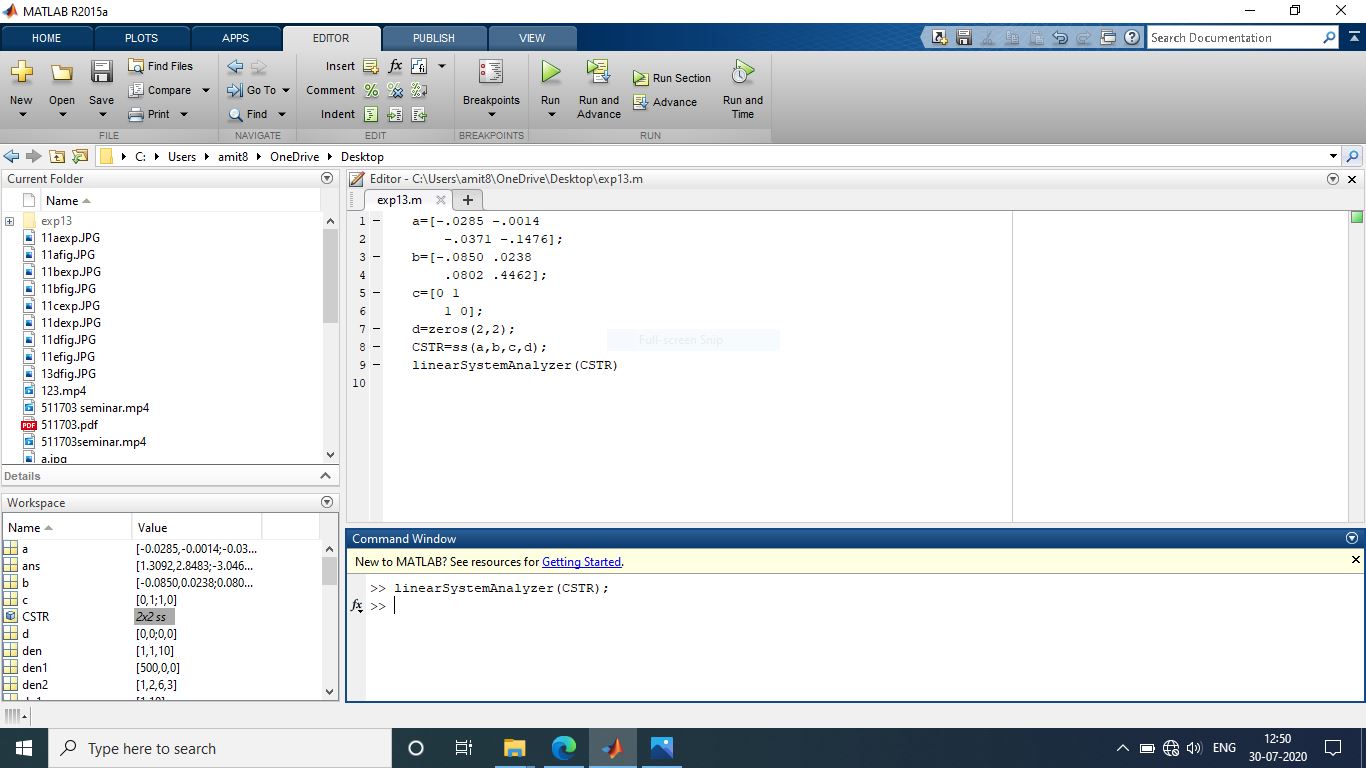 MATLAB R2015a
HOME PLOTS APPS EDITOR PUBLISH VIEW Search Documentation
New Open Save Find Files Compare Print
Go To Find
Insert fx
Comment
Indent
Breakpoints
Run Run and Advance Run Section Advance Run and Time
FILE NAVIGATE EDIT BREAKPOINTS RUN
C: Users amit8 OneDrive Desktop
Current Folder
Name
exp13
11aexp.JPG
11afig.JPG
11bexp.JPG
11bfig.JPG
11cexp.JPG
11dexp.JPG
11dfig.JPG
11efig.JPG
13dfig.JPG
123.mp4
511703 seminar.mp4
PDF 511703.pdf
511703seminar.mp4
a.jpg
Details
Workspace
Name Value
a [-0.0285,-0.0014;-0.03...
ans [1.3092,2.8483;-3.046...
b [-0.0850,0.0238;0.080...
c [0,1;1,0]
CSTR 2x2 ss
d [0,0;0,0]
den [1,1,10]
den1 [500,0,0]
den2 [1,2,6,3]
Editor - C:\Users\amit8\OneDrive\Desktop\exp13.m
exp13.m +
1 – a=[-.0285 -.0014
2 -.0371 -.1476];
3 – b=[-.0850 .0238
4 .0802 .4462];
5 – c=[0 1
6 1 0];
7 – d=zeros(2,2);
8 – CSTR=ss(a,b,c,d);
9 – linearSystemAnalyzer(CSTR)
10
Full-screen Snip
Command Window
New to MATLAB? See resources for Getting Started.
>> linearSystemAnalyzer(CSTR);
fx >>
Type here to search
ENG
12:50
30-07-2020